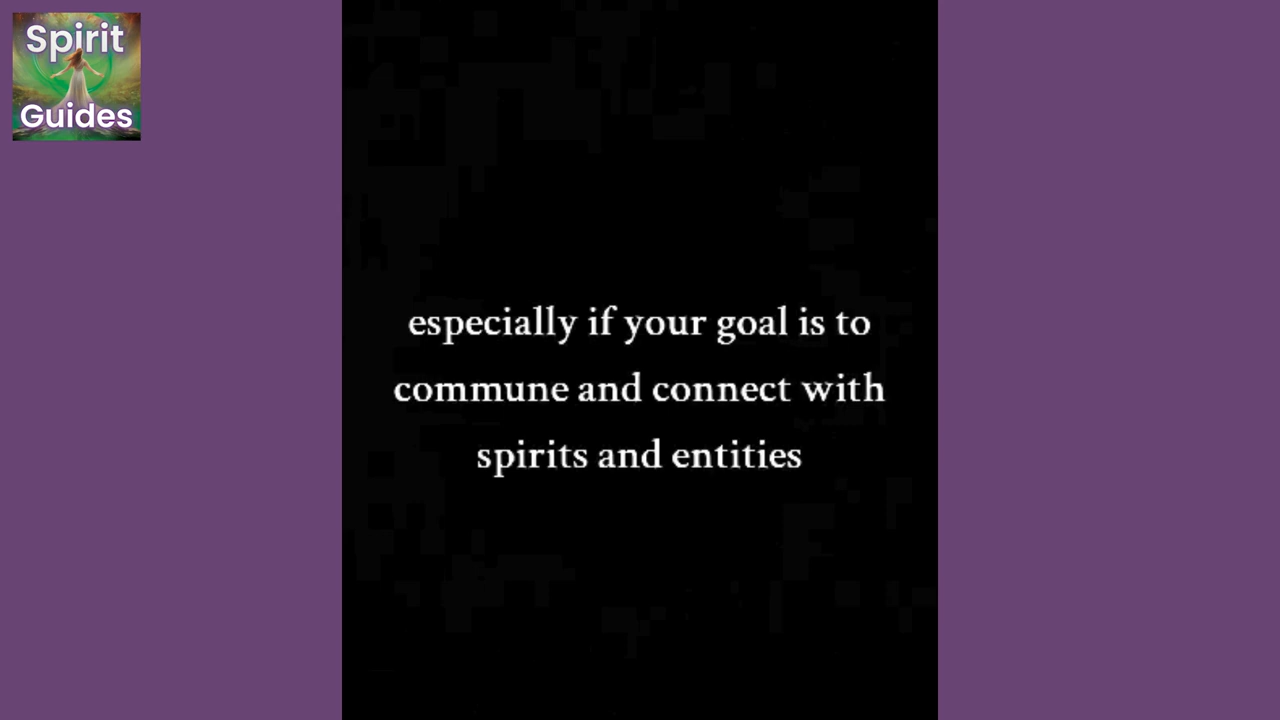 Spirit
Guides
especially if your goal is to
commune and connect with
spirits and entities